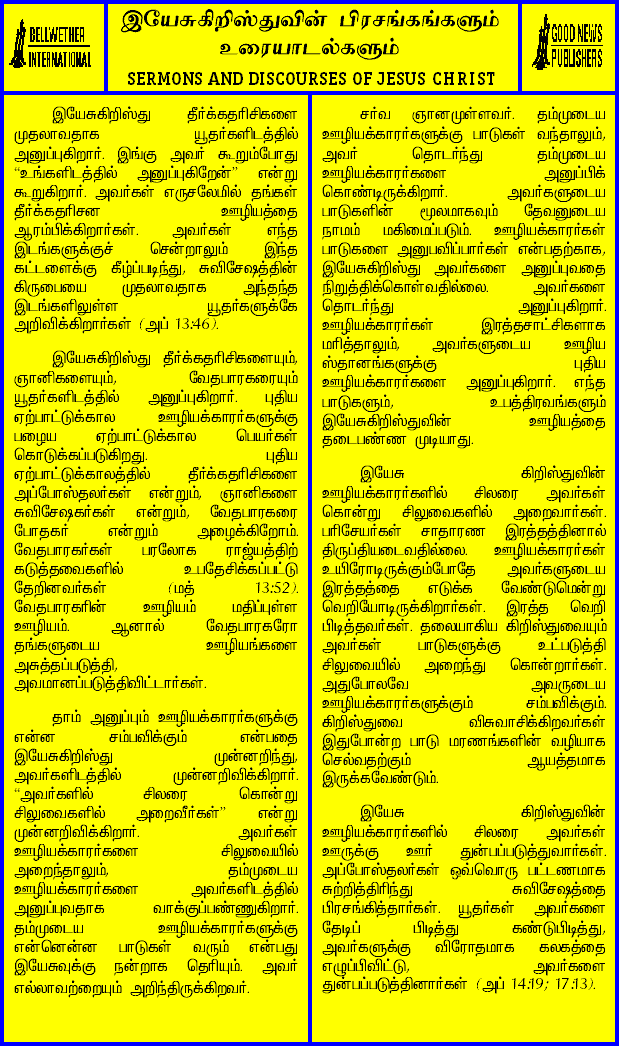 BELLWETHER
INTERNATIONAL
இயேசுகிறிஸ்துவின் பிரசங்கங்களும்
உரையாடல்களும்
SERMONS AND DISCOURSES OF JESUS CHRIST
GOOD NEWS
PUBLISHERS
இயேசுகிறிஸ்து தீர்க்கதரிசிகளை
முதலாவதாக யூதர்களிடத்தில்
அனுப்புகிறார். இங்கு அவர் கூறும்போது
“உங்களிடத்தில் அனுப்புகிறேன்” என்று
கூறுகிறார். அவர்கள் எருசலேமில் தங்கள்
தீர்க்கதரிசன ஊழியத்தை
ஆரம்பிக்கிறார்கள். அவர்கள் எந்த
இடங்களுக்குச் சென்றாலும் இந்த
கட்டளைக்கு கீழ்ப்படிந்து, சுவிசேஷத்தின்
கிருபையை முதலாவதாக அந்தந்த
இடங்களிலுள்ள யூதர்களுக்கே
அறிவிக்கிறார்கள் (அப் 13:46).
இயேசுகிறிஸ்து தீர்க்கதரிசிகளையும்,
ஞானிகளையும், வேதபாரகரையும்
யூதர்களிடத்தில் அனுப்புகிறார். புதிய
ஏற்பாட்டுக்கால ஊழியக்காரர்களுக்கு
பழைய ஏற்பாட்டுக்கால பெயர்கள்
கொடுக்கப்படுகிறது. புதிய
ஏற்பாட்டுக்காலத்தில் தீர்க்கதரிசிகளை
அப்போஸ்தலர்கள் என்றும், ஞானிகளை
சுவிசேஷகர்கள் என்றும், வேதபாரகரை
போதகர் என்றும் அழைக்கிறோம்.
வேதபாரகர்கள் பரலோக ராஜ்யத்திற்
கடுத்தவைகளில் உபதேசிக்கப்பட்டு
தேறினவர்கள் (மத் 13:52).
வேதபாரகரின் ஊழியம் மதிப்புள்ள
ஊழியம். ஆனால் வேதபாரகரோ
தங்களுடைய ஊழியங்களை
அசுத்தப்படுத்தி,
அவமானப்படுத்திவிட்டார்கள்.
தாம் அனுப்பும் ஊழியக்காரர்களுக்கு
என்ன சம்பவிக்கும் என்பதை
இயேசுகிறிஸ்து முன்னறிந்து,
அவர்களிடத்தில் முன்னறிவிக்கிறார்.
“அவர்களில் சிலரை கொன்று
சிலுவைகளில் அறைவீர்கள்” என்று
முன்னறிவிக்கிறார். அவர்கள்
ஊழியக்காரர்களை சிலுவையில்
அறைந்தாலும், தம்முடைய
ஊழியக்காரர்களை அவர்களிடத்தில்
அனுப்புவதாக வாக்குப்பண்ணுகிறார்.
தம்முடைய ஊழியக்காரர்களுக்கு
என்னென்ன பாடுகள் வரும் என்பது
இயேசுவுக்கு நன்றாக தெரியும். அவர்
எல்லாவற்றையும் அறிந்திருக்கிறவர்.
சர்வ ஞானமுள்ளவர். தம்முடைய
ஊழியக்காரர்களுக்கு பாடுகள் வந்தாலும்,
அவர் தொடர்ந்து தம்முடைய
ஊழியக்காரர்களை அனுப்பிக்
கொண்டிருக்கிறார். அவர்களுடைய
பாடுகளின் மூலமாகவும் தேவனுடைய
நாமம் மகிமைப்படும். ஊழியக்காரர்கள்
பாடுகளை அனுபவிப்பார்கள் என்பதற்காக,
இயேசுகிறிஸ்து அவர்களை அனுப்புவதை
நிறுத்திக்கொள்வதில்லை. அவர்களை
தொடர்ந்து அனுப்புகிறார்.
ஊழியக்காரர்கள் இரத்தசாட்சிகளாக
மரித்தாலும், அவர்களுடைய ஊழிய
ஸ்தானங்களுக்கு புதிய
ஊழியக்காரர்களை அனுப்புகிறார். எந்த
பாடுகளும், உபத்திரவங்களும்
இயேசுகிறிஸ்துவின் ஊழியத்தை
தடைபண்ண முடியாது.
இயேசு கிறிஸ்துவின்
ஊழியக்காரர்களில் சிலரை அவர்கள்
கொன்று சிலுவைகளில் அறைவார்கள்.
பரிசேயர்கள் சாதாரண இரத்தத்தினால்
திருப்தியடைவதில்லை. ஊழியக்காரர்கள்
உயிரோடிருக்கும்போதே அவர்களுடைய
இரத்தத்தை எடுக்க வேண்டுமென்று
வெறியோடிருக்கிறார்கள். இரத்த வெறி
பிடித்தவர்கள். தலையாகிய கிறிஸ்துவையும்
அவர்கள் பாடுகளுக்கு உட்படுத்தி
சிலுவையில் அறைந்து கொன்றார்கள்.
அதுபோலவே அவருடைய
ஊழியக்காரர்களுக்கும் சம்பவிக்கும்.
கிறிஸ்துவை விசுவாசிக்கிறவர்கள்
இதுபோன்ற பாடு மரணங்களின் வழியாக
செல்வதற்கும் ஆயத்தமாக
இருக்கவேண்டும்.
இயேசு கிறிஸ்துவின்
ஊழியக்காரர்களில் சிலரை அவர்கள்
ஊருக்கு ஊர் துன்பப்படுத்துவார்கள்.
அப்போஸ்தலர்கள் ஒவ்வொரு பட்டணமாக
சுற்றித்திரிந்து சுவிசேஷத்தை
பிரசங்கித்தார்கள். யூதர்கள் அவர்களை
தேடிப் பிடித்து கண்டுபிடித்து,
அவர்களுக்கு விரோதமாக கலகத்தை
எழுப்பிவிட்டு, அவர்களை
துன்பப்படுத்தினார்கள் (அப் 14:19; 17:13).